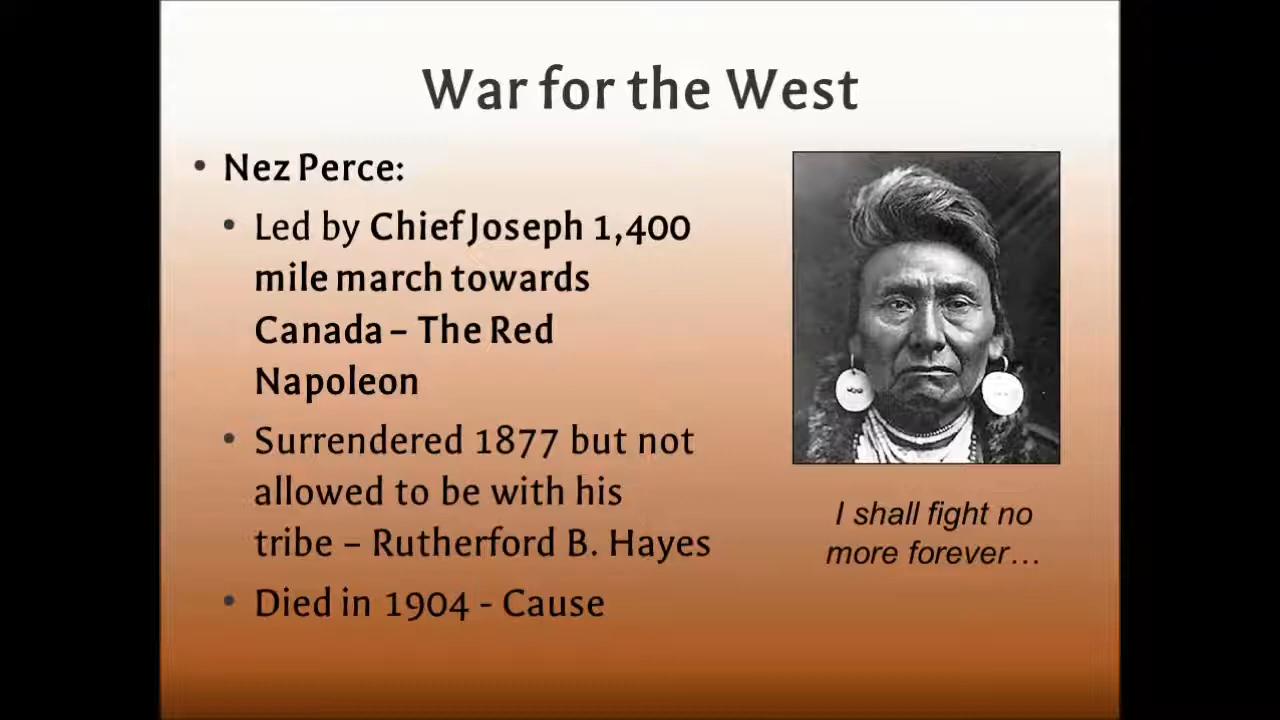 War for the West
• Nez Perce:
• Led by Chief Joseph 1,400
mile march towards
Canada – The Red
Napoleon
• Surrendered 1877 but not
allowed to be with his
tribe – Rutherford B. Hayes
• Died in 1904 - Cause
I shall fight no
more forever…